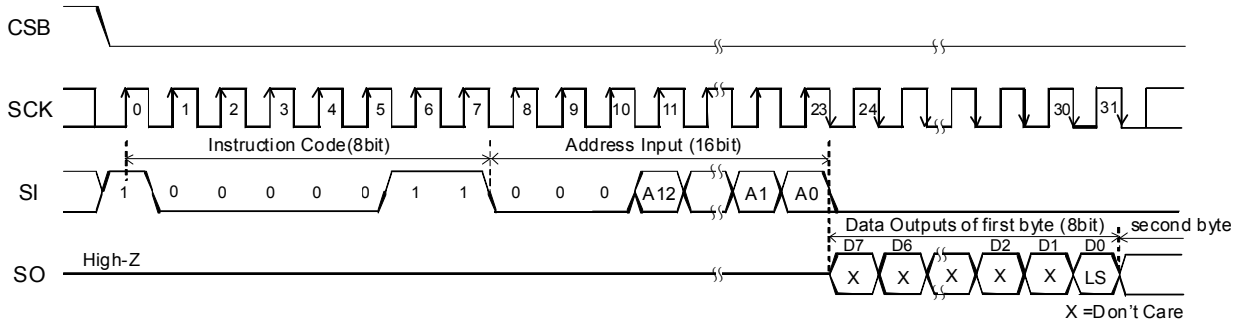 CSB
SCK 0 1 2 3 4 5 6 7 8 9 10 11 23 24 30 31
Instruction Code(8bit) Address Input (16bit)
SI 1 0 0 0 0 0 1 1 0 0 0 A12 A1 A0
Data Outputs of first byte (8bit) second byte
High-Z D7 D6 D2 D1 D0
SO X X X X X LS
X =Don't Care